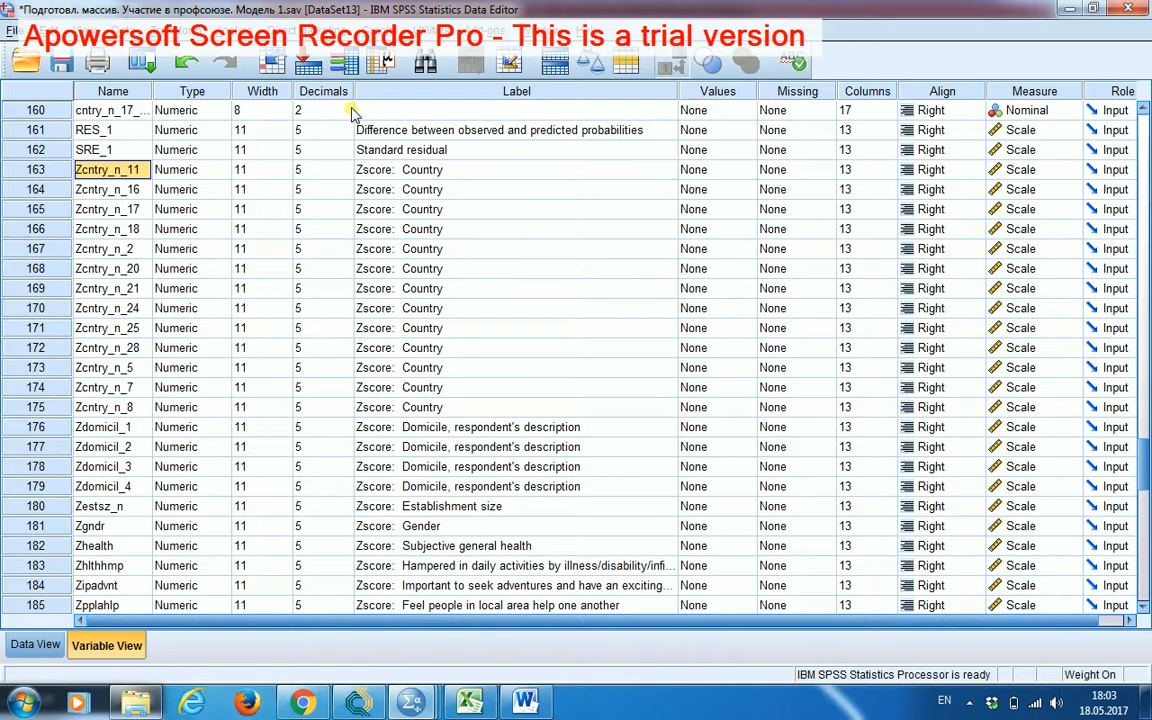 *Подготовл. массив. Участие в профсоюзе. Модель 1.sav [DataSet13] - IBM SPSS Statistics Data Editor
Apowersoft Screen Recorder Pro - This is a trial version
Name Type Width Decimals Label Values Missing Columns Align Measure Role
160 cntry_n_17_... Numeric 8 2 17 Right Nominal Input
161 RES_1 Numeric 11 5 Difference between observed and predicted probabilities None None 13 Right Scale Input
162 SRE_1 Numeric 11 5 Standard residual None None 13 Right Scale Input
163 Zcntry_n_11 Numeric 11 5 Zscore: Country None None 13 Right Scale Input
164 Zcntry_n_16 Numeric 11 5 Zscore: Country None None 13 Right Scale Input
165 Zcntry_n_17 Numeric 11 5 Zscore: Country None None 13 Right Scale Input
166 Zcntry_n_18 Numeric 11 5 Zscore: Country None None 13 Right Scale Input
167 Zcntry_n_2 Numeric 11 5 Zscore: Country None None 13 Right Scale Input
168 Zcntry_n_20 Numeric 11 5 Zscore: Country None None 13 Right Scale Input
169 Zcntry_n_21 Numeric 11 5 Zscore: Country None None 13 Right Scale Input
170 Zcntry_n_24 Numeric 11 5 Zscore: Country None None 13 Right Scale Input
171 Zcntry_n_25 Numeric 11 5 Zscore: Country None None 13 Right Scale Input
172 Zcntry_n_28 Numeric 11 5 Zscore: Country None None 13 Right Scale Input
173 Zcntry_n_5 Numeric 11 5 Zscore: Country None None 13 Right Scale Input
174 Zcntry_n_7 Numeric 11 5 Zscore: Country None None 13 Right Scale Input
175 Zcntry_n_8 Numeric 11 5 Zscore: Country None None 13 Right Scale Input
176 Zdomicil_1 Numeric 11 5 Zscore: Domicile, respondent's description None None 13 Right Scale Input
177 Zdomicil_2 Numeric 11 5 Zscore: Domicile, respondent's description None None 13 Right Scale Input
178 Zdomicil_3 Numeric 11 5 Zscore: Domicile, respondent's description None None 13 Right Scale Input
179 Zdomicil_4 Numeric 11 5 Zscore: Domicile, respondent's description None None 13 Right Scale Input
180 Zestsz_n Numeric 11 5 Zscore: Establishment size None None 13 Right Scale Input
181 Zgndr Numeric 11 5 Zscore: Gender None None 13 Right Scale Input
182 Zhealth Numeric 11 5 Zscore: Subjective general health None None 13 Right Scale Input
183 Zhlthhmp Numeric 11 5 Zscore: Hampered in daily activities by illness/disability/infi... None None 13 Right Scale Input
184 Zipadvnt Numeric 11 5 Zscore: Important to seek adventures and have an exciting... None None 13 Right Scale Input
185 Zpplahlp Numeric 11 5 Zscore: Feel people in local area help one another None None 13 Right Scale Input
Data View Variable View
IBM SPSS Statistics Processor is ready Weight On
EN 18:03
18.05.2017